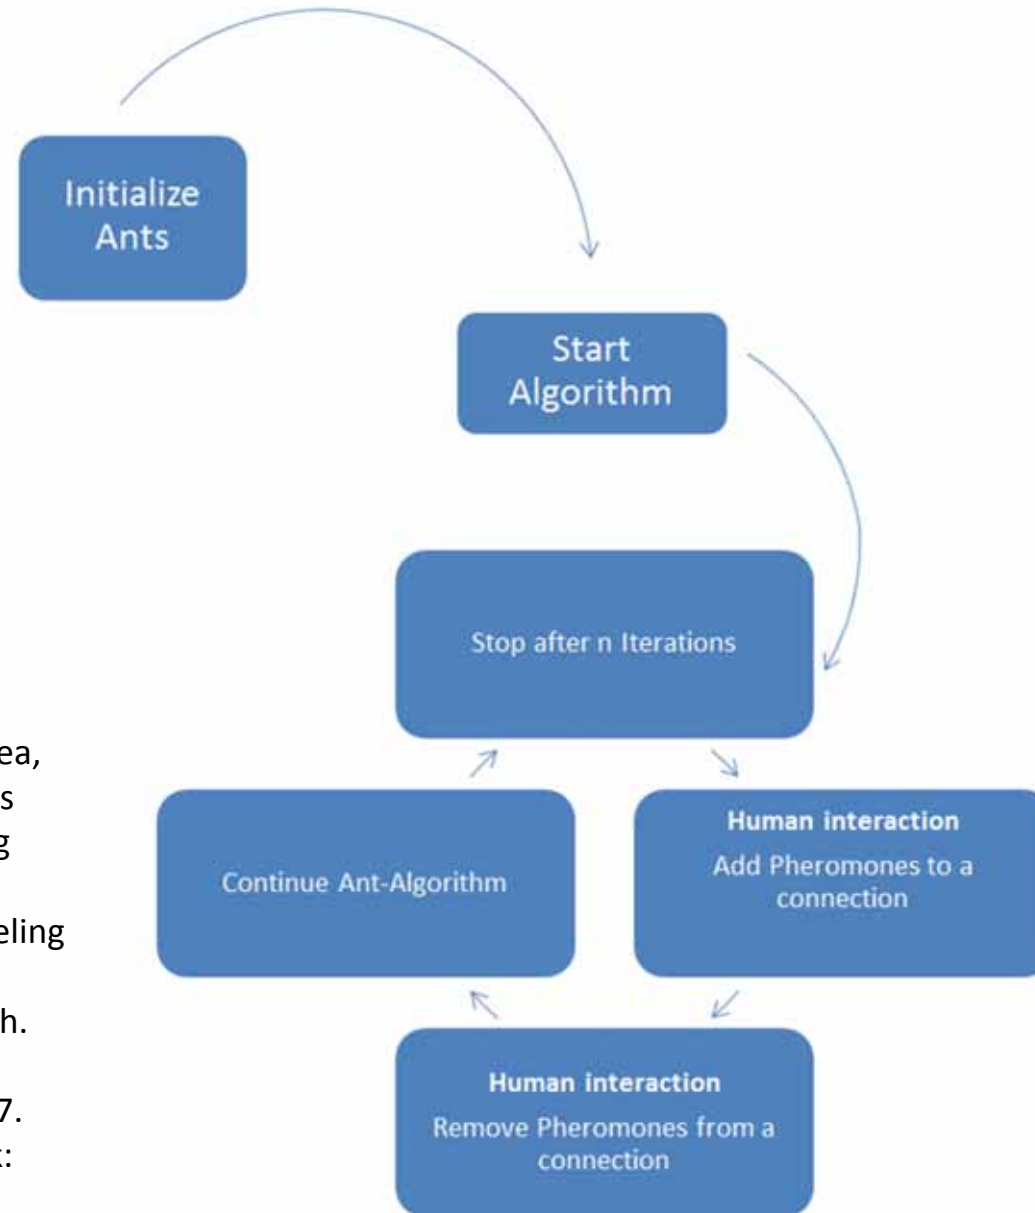 Initialize
Ants
Start
Algorithm
Stop after n Iterations
Human interaction
Add Pheromones to a
connection
Human interaction
Remove Pheromones from a
connection
Continue Ant-Algorithm
ea,
s
g
eling
h.
7.
: